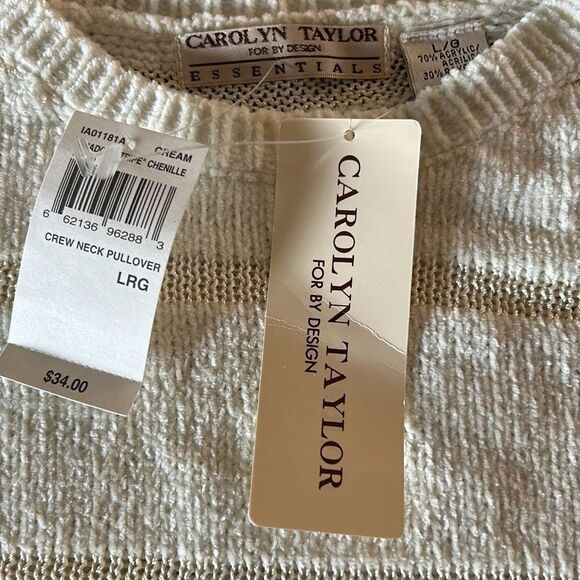 CAROLYN TAYLOR
FOR BY DESIGN
ESSENTIALS
L/G
70% ACRYLIC/
30%
IA01181A
CREAM
CHENILLE
6 62136 96288 3
CREW NECK PULLOVER
LRG
$34.00
CAROLYN TAYLOR
FOR BY DESIGN